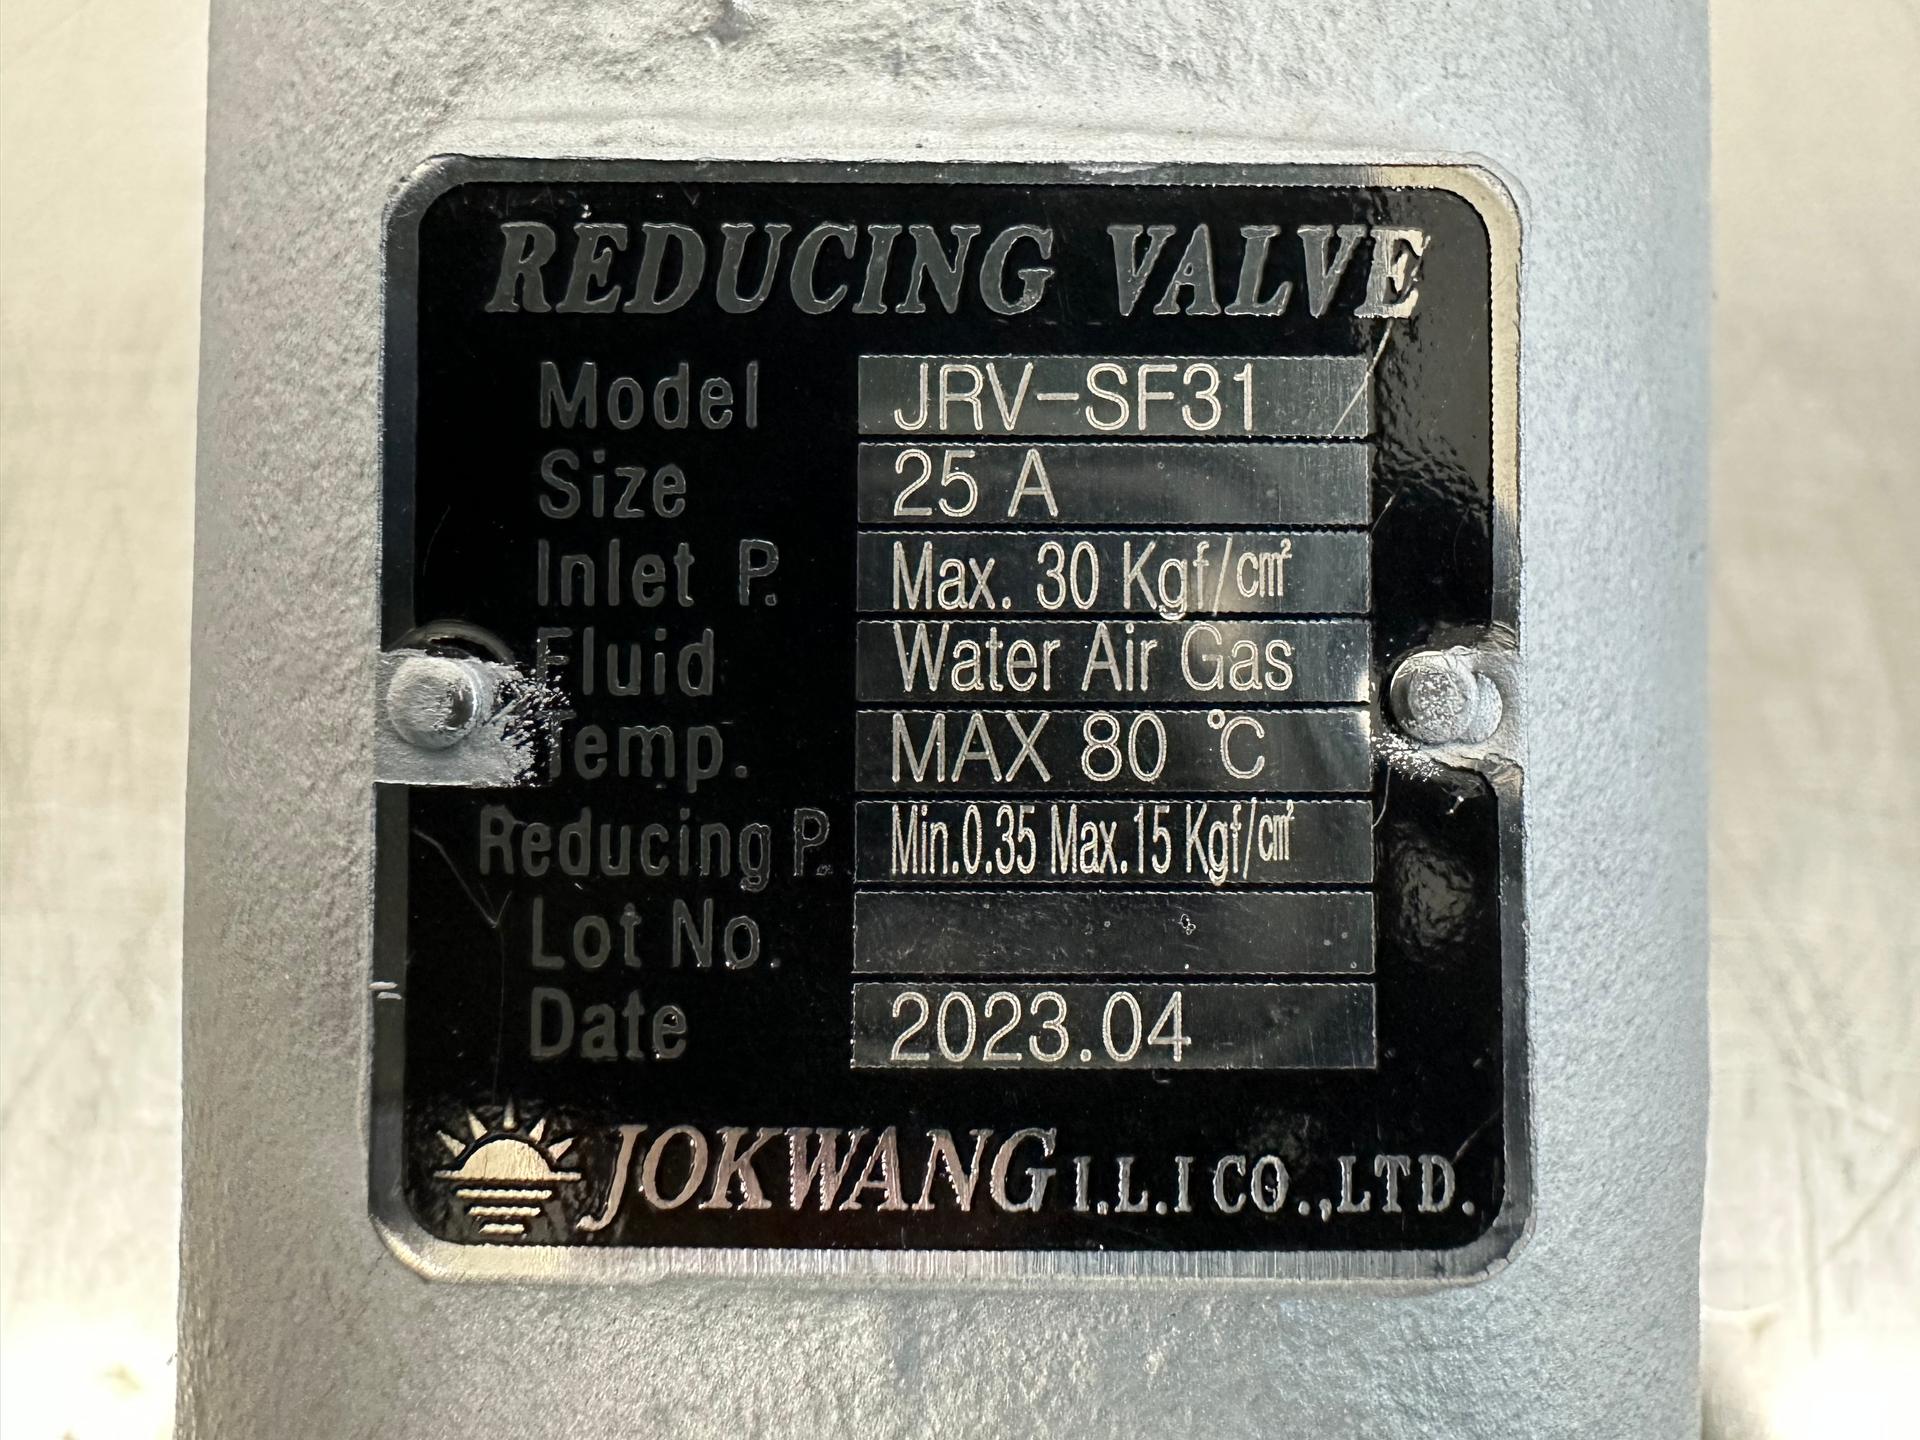 REDUCING VALVE
Model JRV-SF31
Size 25 A
Inlet P. Max. 30 Kgf/㎠
Fluid Water Air Gas
Temp. MAX 80 ℃
Reducing P. Min.0.35 Max.15 Kgf/㎠
Lot No.
Date 2023.04
JOKWANG I.L.I CO.,LTD.